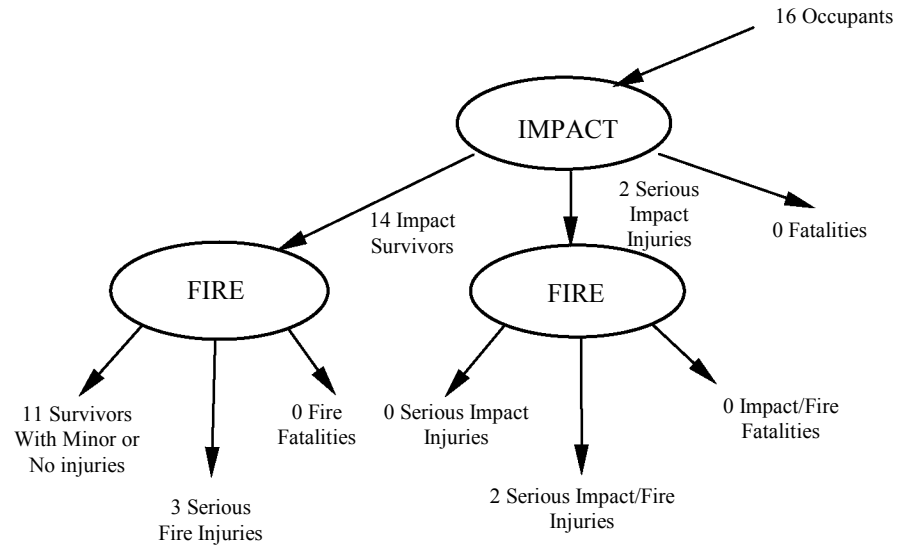 16 Occupants
IMPACT
14 Impact
Survivors
2 Serious
Impact
Injuries
0 Fatalities
FIRE
FIRE
11 Survivors
With Minor or
No injuries
3 Serious
Fire Injuries
0 Fire
Fatalities
0 Serious Impact
Injuries
2 Serious Impact/Fire
Injuries
0 Impact/Fire
Fatalities